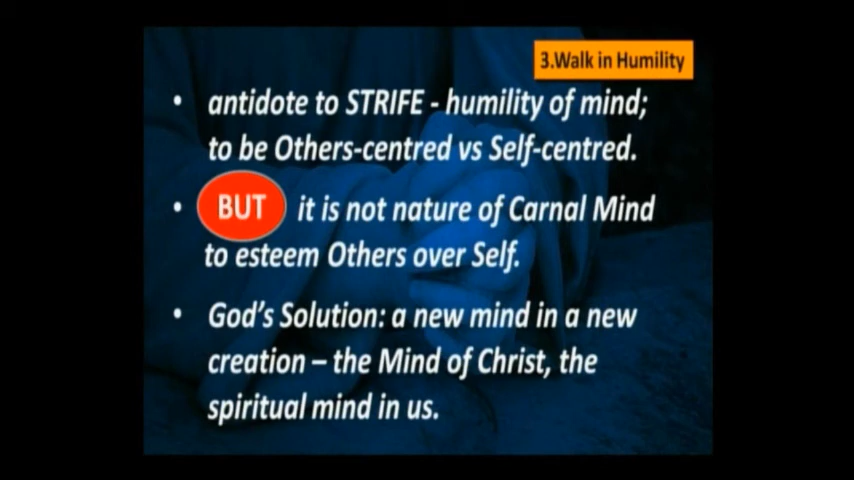 3.Walk in Humility
• antidote to STRIFE - humility of mind;
to be Others-centred vs Self-centred.
• BUT it is not nature of Carnal Mind
to esteem Others over Self.
• God's Solution: a new mind in a new
creation – the Mind of Christ, the
spiritual mind in us.